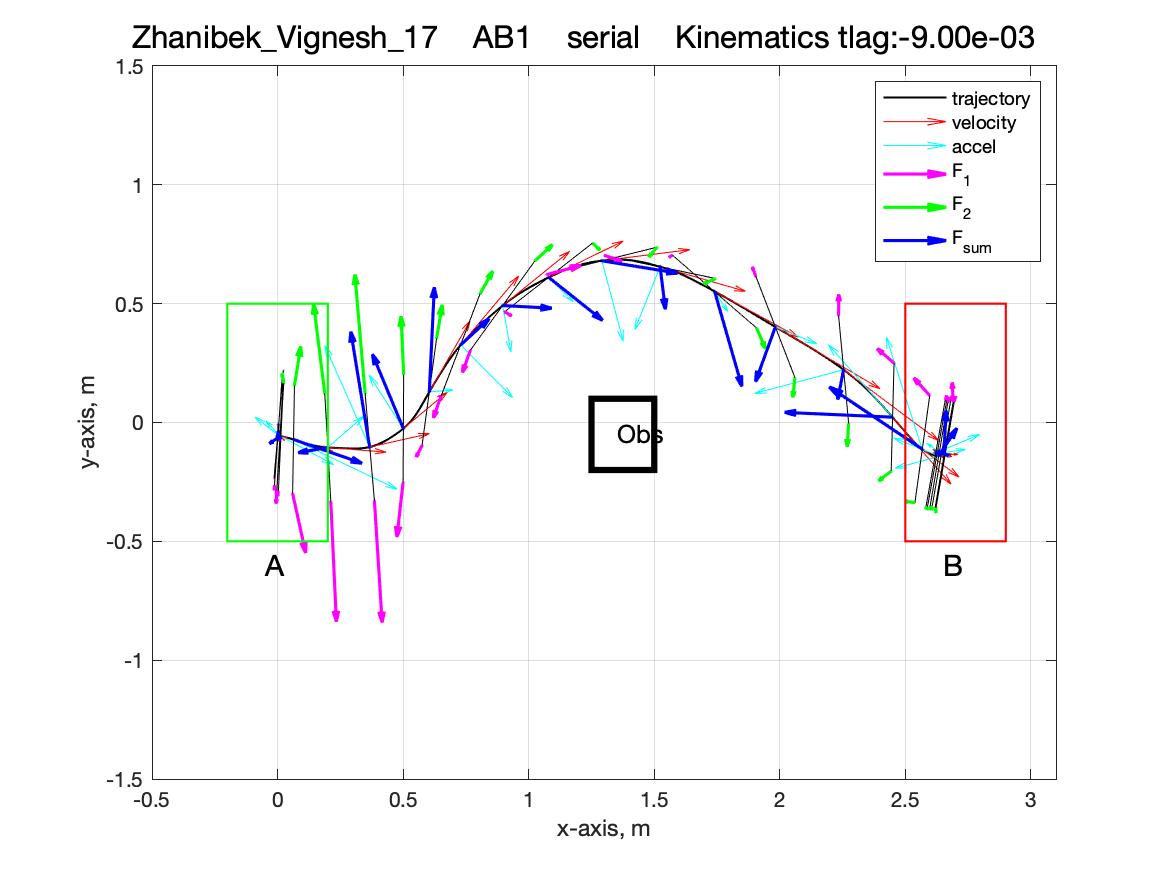 Zhanibek_Vignesh_17 AB1 serial Kinematics tlag:-9.00e-03
1.5
trajectory
velocity
accel
F1
F2
Fsum
1
0.5
0
-0.5
-1
-1.5
y-axis, m
Obs
A
B
-0.5 0 0.5 1 1.5 2 2.5 3
x-axis, m